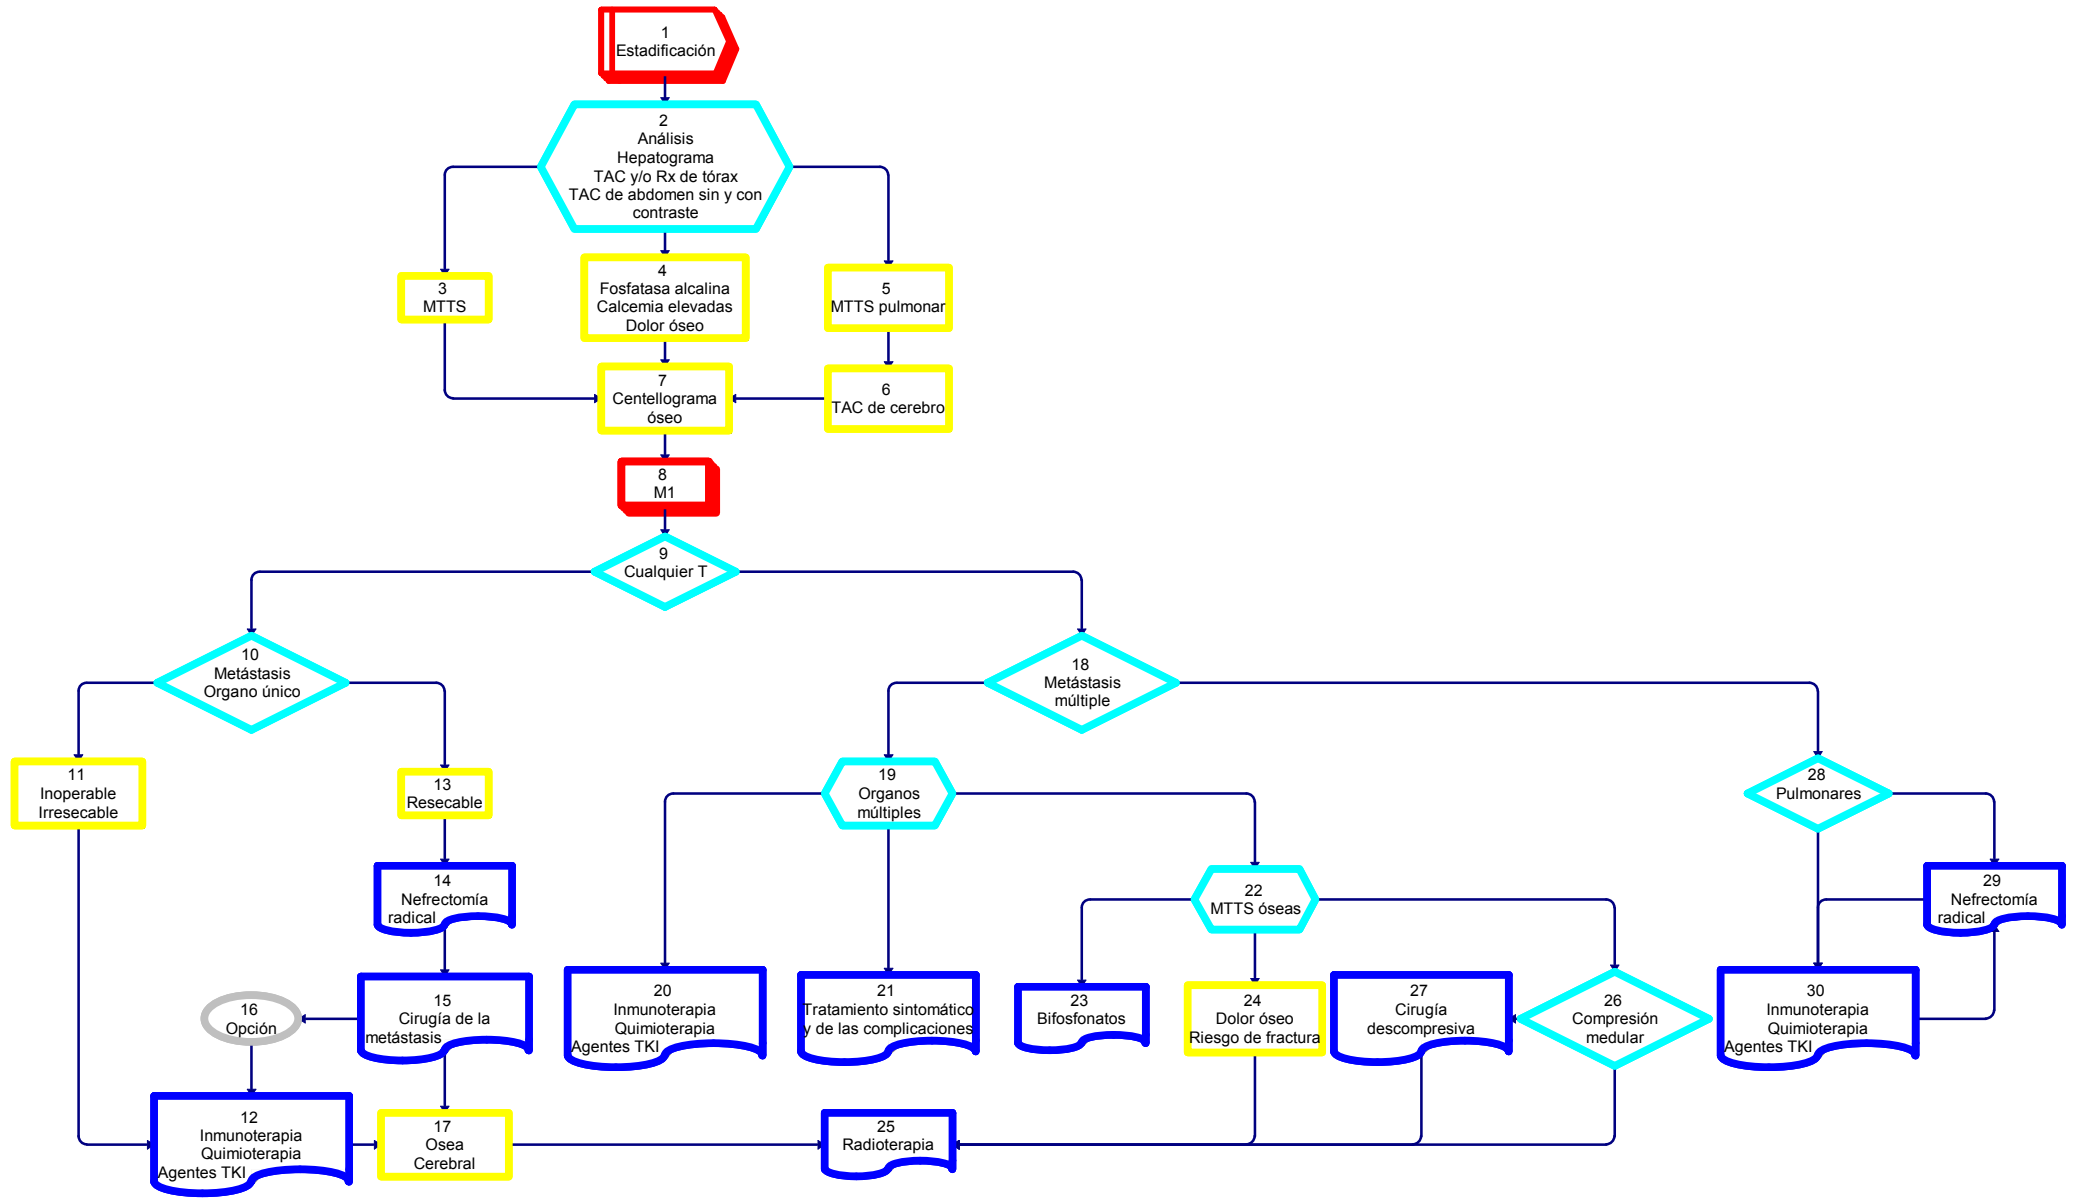 1
Estadificación
2
Análisis
Hepatograma
TAC y/o Rx de tórax
TAC de abdomen sin y con
contraste
3
MTTS
4
Fosfatasa alcalina
Calcemia elevadas
Dolor óseo
5
MTTS pulmonar
6
TAC de cerebro
7
Centellograma
óseo
8
M1
9
Cualquier T
10
Metástasis
Organo único
11
Inoperable
Irresecable
12
Inmunoterapia
Quimioterapia
Agentes TKI
13
Resecable
14
Nefrectomía
radical
15
Cirugía de la
metástasis
16
Opción
17
Osea
Cerebral
18
Metástasis
múltiple
19
Organos
múltiples
20
Inmunoterapia
Quimioterapia
Agentes TKI
21
Tratamiento sintomático
y de las complicaciones
22
MTTS óseas
23
Bifosfonatos
24
Dolor óseo
Riesgo de fractura
25
Radioterapia
26
Compresión
medular
27
Cirugía
descompresiva
28
Pulmonares
29
Nefrectomía
radical
30
Inmunoterapia
Quimioterapia
Agentes TKI